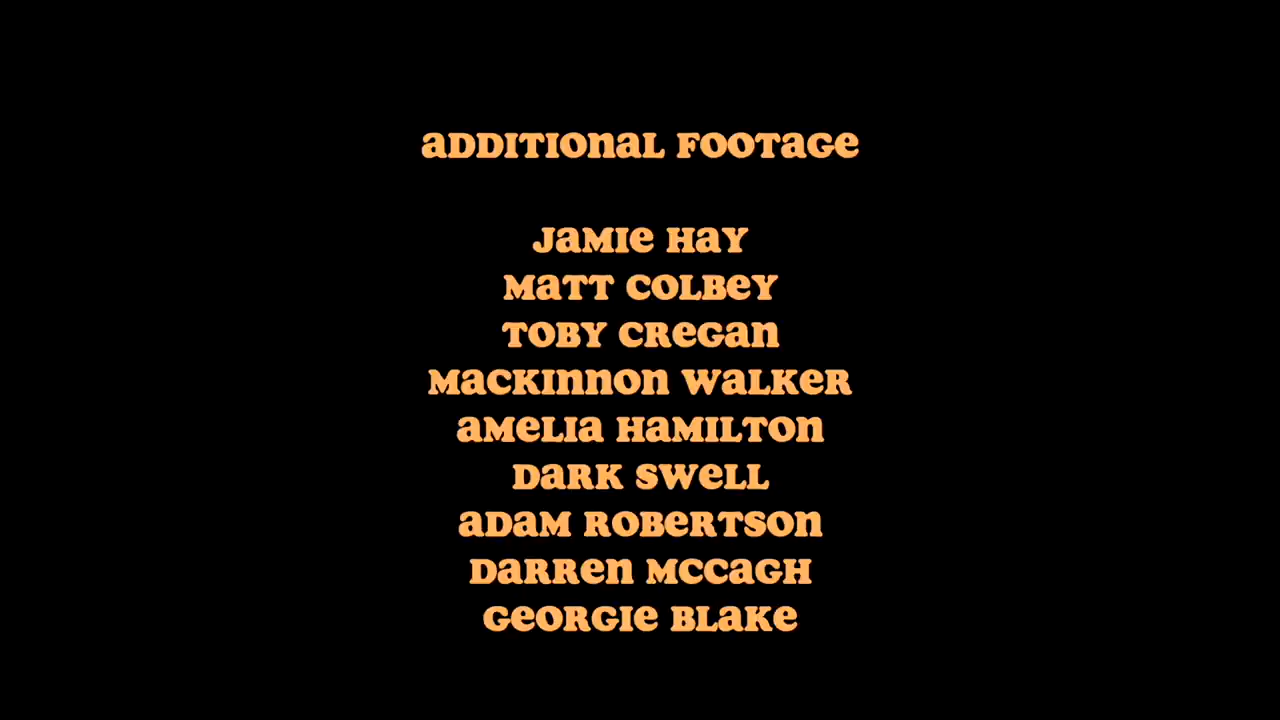 ADDITIONAL FOOTAGE
JAMIE HAY
MATT COLBEY
TOBY CREGAN
MACKINNON WALKER
AMELIA HAMILTON
DARK SWELL
ADAM ROBERTSON
DARREN MCCAGH
GEORGIE BLAKE